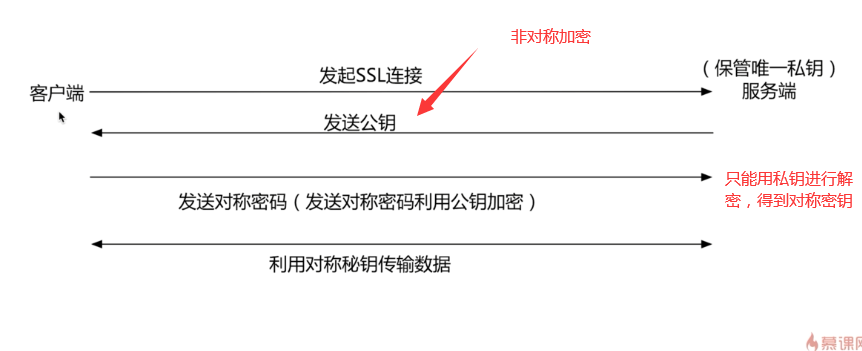 非对称加密
发起SSL连接
（保管唯一私钥）
客户端
服务端
发送公钥
只能用私钥进行解
密，得到对称密钥
发送对称密码（发送对称密码利用公钥加密）
利用对称秘钥传输数据
慕课网